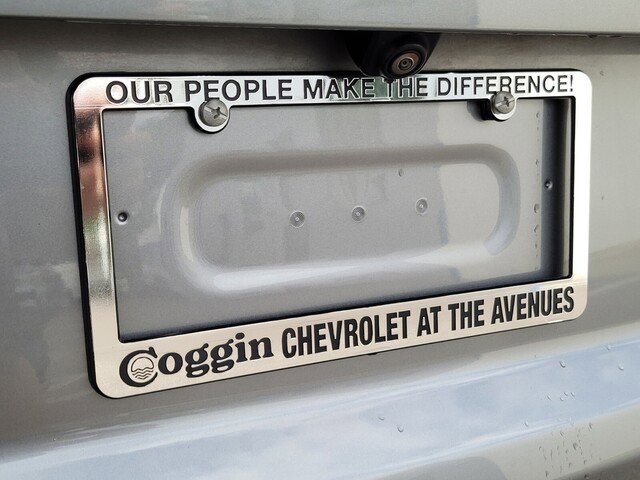 OUR PEOPLE MAKE THE DIFFERENCE!
Coggin CHEVROLET AT THE AVENUES